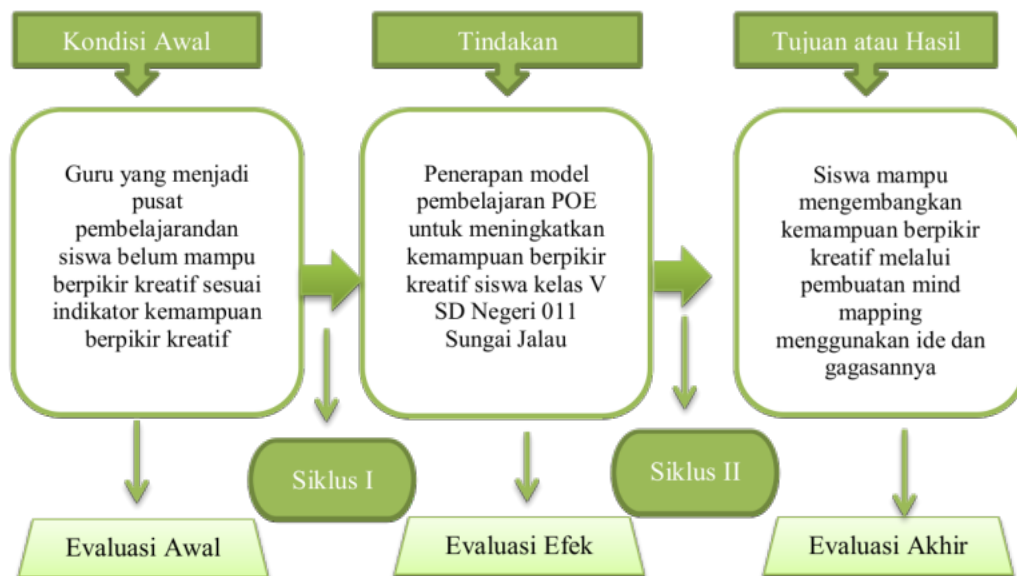 Kondisi Awal
Tindakan
Tujuan atau Hasil
Guru yang menjadi
pusat
pembelajarandan
siswa belum mampu
berpikir kreatif sesuai
indikator kemampuan
berpikir kreatif
Penerapan model
pembelajaran POE
untuk meningkatkan
kemampuan berpikir
kreatif siswa kelas V
SD Negeri 011
Sungai Jalau
Siswa mampu
mengembangkan
kemampuan berpikir
kreatif melalui
pembuatan mind
mapping
menggunakan ide dan
gagasannya
Siklus I
Siklus II
Evaluasi Awal
Evaluasi Efek
Evaluasi Akhir